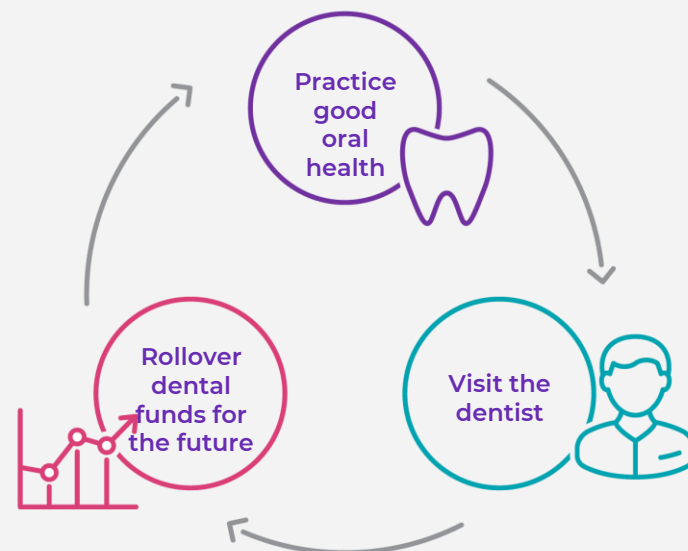 Practice
good
oral
health
Visit the
dentist
Rollover
dental
funds for
the future